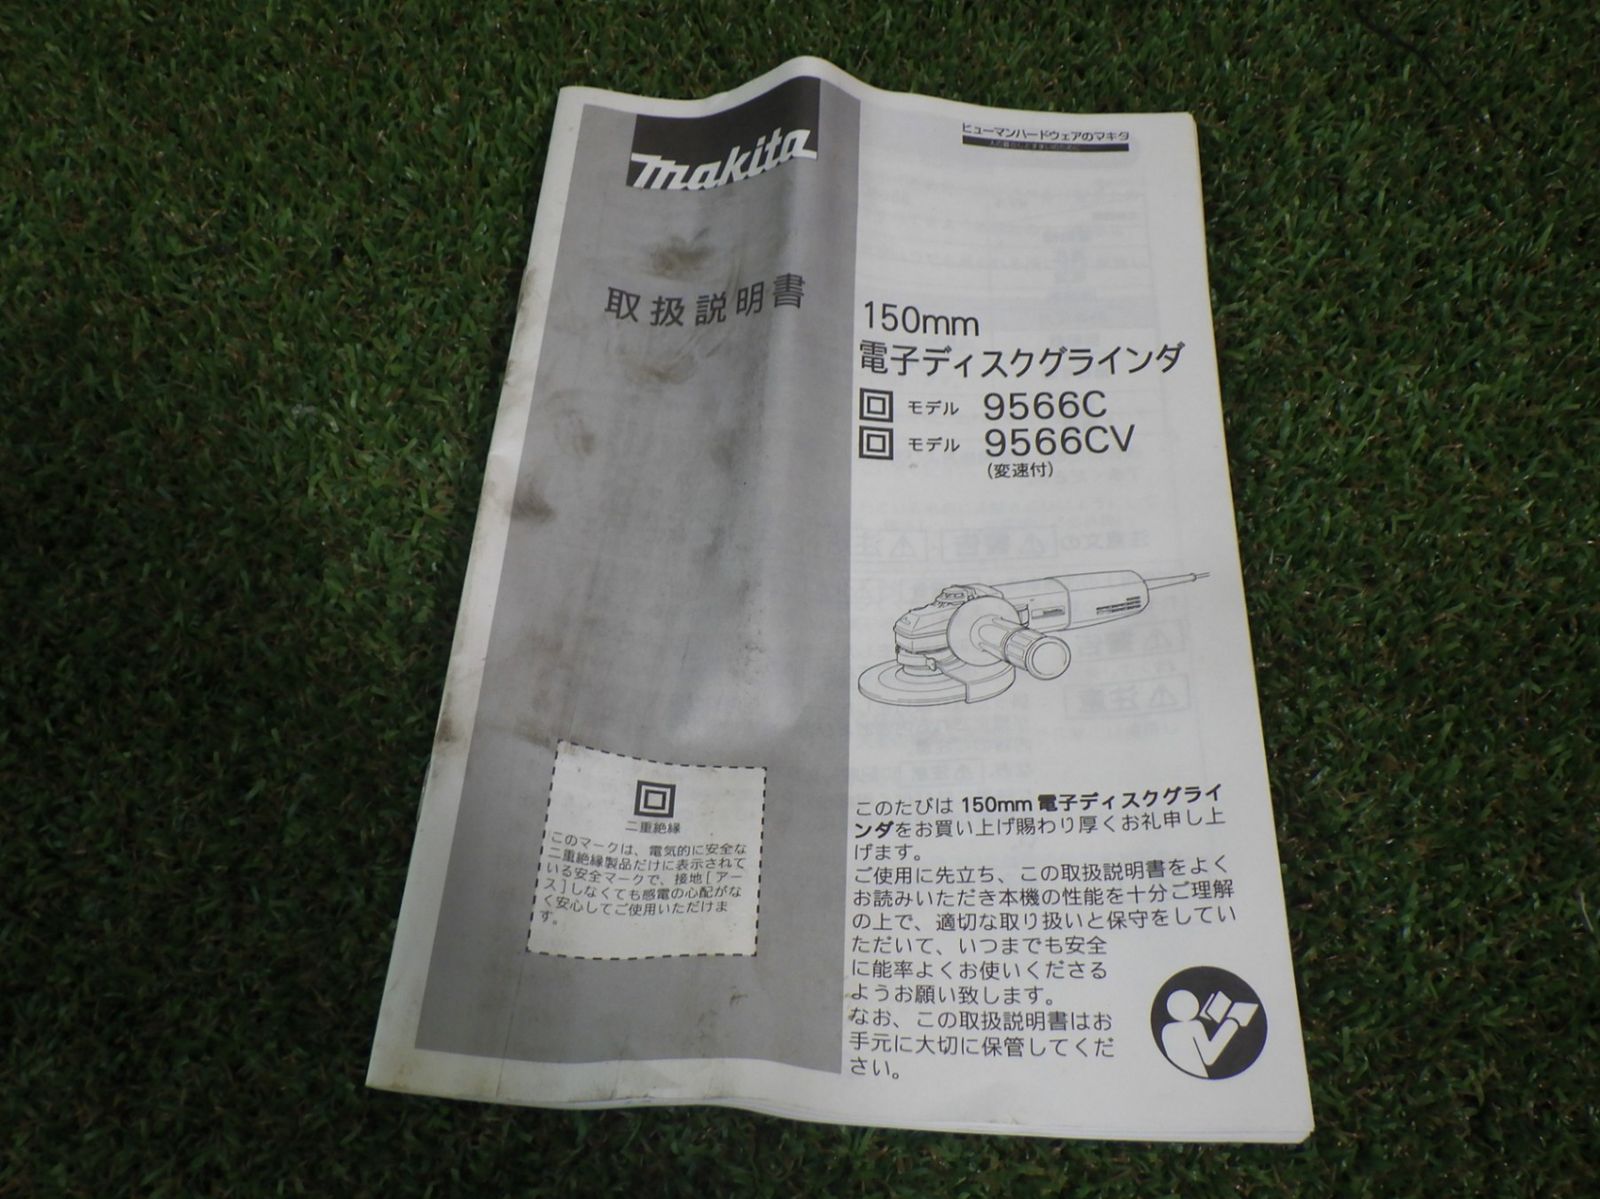 makita
取扱説明書
二重絶縁
このマークは、電気的に安全な
二重絶縁製品だけに表示されて
いる安全マークで、接地[アー
ス]しなくても感電の心配がな
く安心してご使用いただけま
す。
ヒューマンハードウェアのマキタ
150mm
電子ディスクグラインダ
モデル 9566C
モデル 9566CV
(変速付)
このたびは 150mm 電子ディスクグライ
ンダをお買い上げ賜わり厚くお礼申し上
げます。
ご使用に先立ち、この取扱説明書をよく
お読みいただき本機の性能を十分ご理解
の上で、適切な取り扱いと保守をしてい
ただいて、いつまでも安全
に能率よくお使いくださる
ようお願い致します。
なお、この取扱説明書はお
手元に大切に保管してくだ
さい。